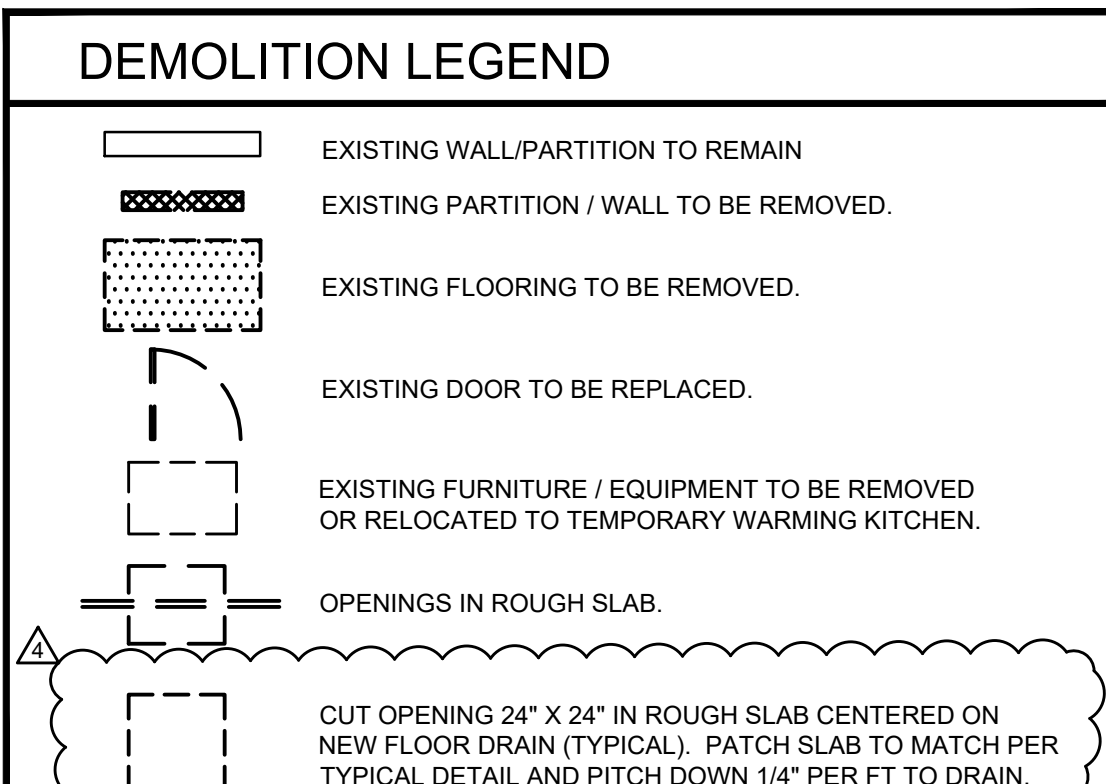 DEMOLITION LEGEND
EXISTING WALL/PARTITION TO REMAIN
EXISTING PARTITION / WALL TO BE REMOVED.
EXISTING FLOORING TO BE REMOVED.
EXISTING DOOR TO BE REPLACED.
EXISTING FURNITURE / EQUIPMENT TO BE REMOVED
OR RELOCATED TO TEMPORARY WARMING KITCHEN.
OPENINGS IN ROUGH SLAB.
4
CUT OPENING 24" X 24" IN ROUGH SLAB CENTERED ON
NEW FLOOR DRAIN (TYPICAL). PATCH SLAB TO MATCH PER
TYPICAL DETAIL AND PITCH DOWN 1/4" PER FT TO DRAIN.